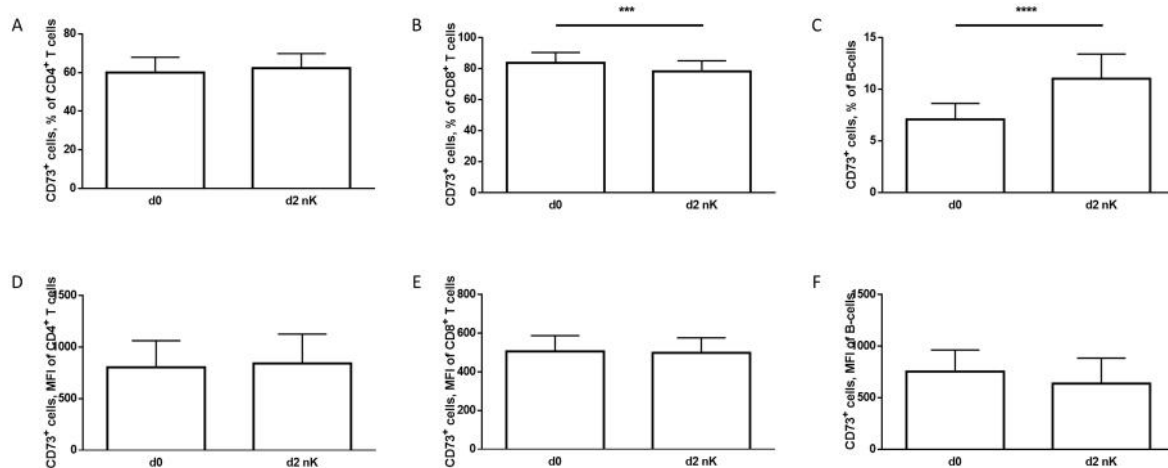 A
CD73+ cells, % of CD4+ T cells
80
60
40
20
0
d0
d2 nK
B
***
CD73+ cells, % of CD8+ T cells
100
80
60
40
20
0
d0
d2 nK
C
****
CD73+ cells, % of B-cells
15
10
5
0
d0
d2 nK
D
CD73+ cells, MFI of CD4+ T cells
1500
1000
500
0
d0
d2 nK
E
CD73+ cells, MFI of CD8+ T cells
800
600
400
200
0
d0
d2 nK
F
CD73+ cells, MFI of B-cells
1500
1000
500
0
d0
d2 nK